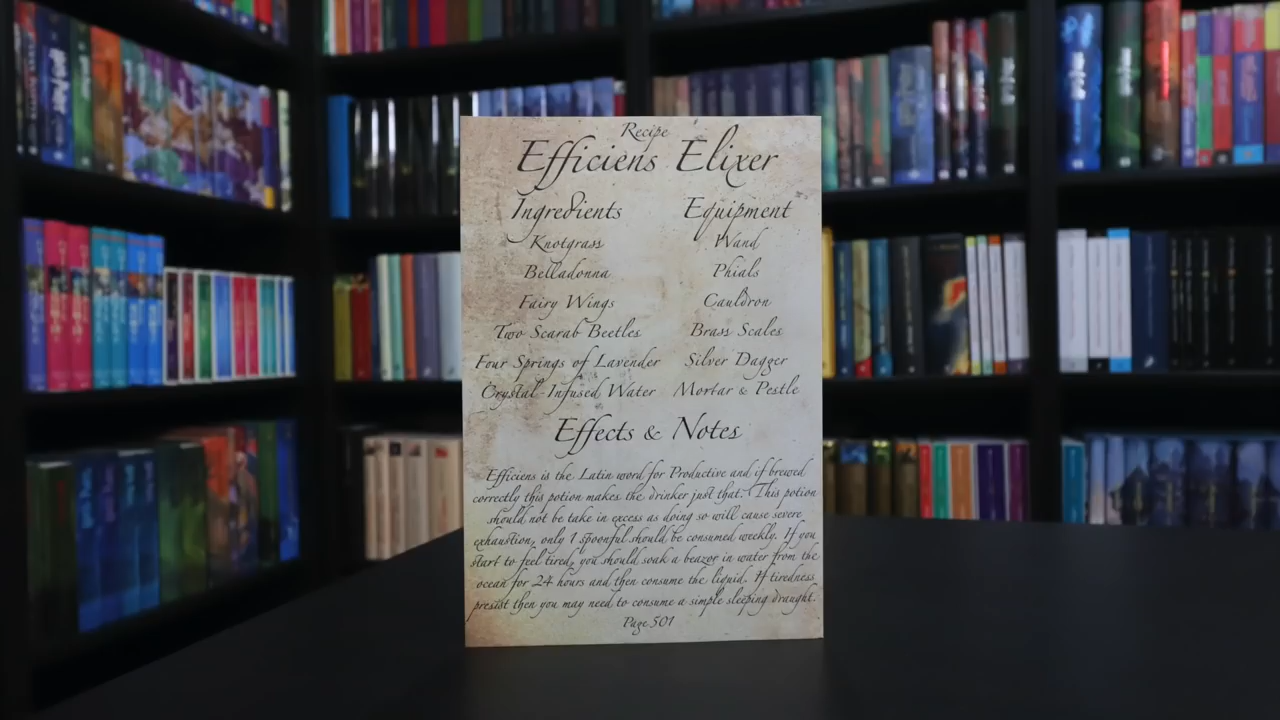 Recipe
Efficiens Elixer
Ingredients Equipment
Knotgrass Wand
Belladonna Phials
Fairy Wings Cauldron
Two Scarab Beetles Brass Scales
Four Springs of Lavender Silver Dagger
Crystal-Infused Water Mortar & Pestle
Effects & Notes
Efficiens is the Latin word for Productive and if brewed
correctly this potion makes the drinker just that. This potion
should not be take in excess as doing so will cause severe
exhaustion, only 1 spoonful should be consumed weekly. If you
start to feel tired, you should soak a beazor in water from the
ocean for 24 hours and then consume the liquid. If tiredness
presist then you may need to consume a simple sleeping draught.
Page 501